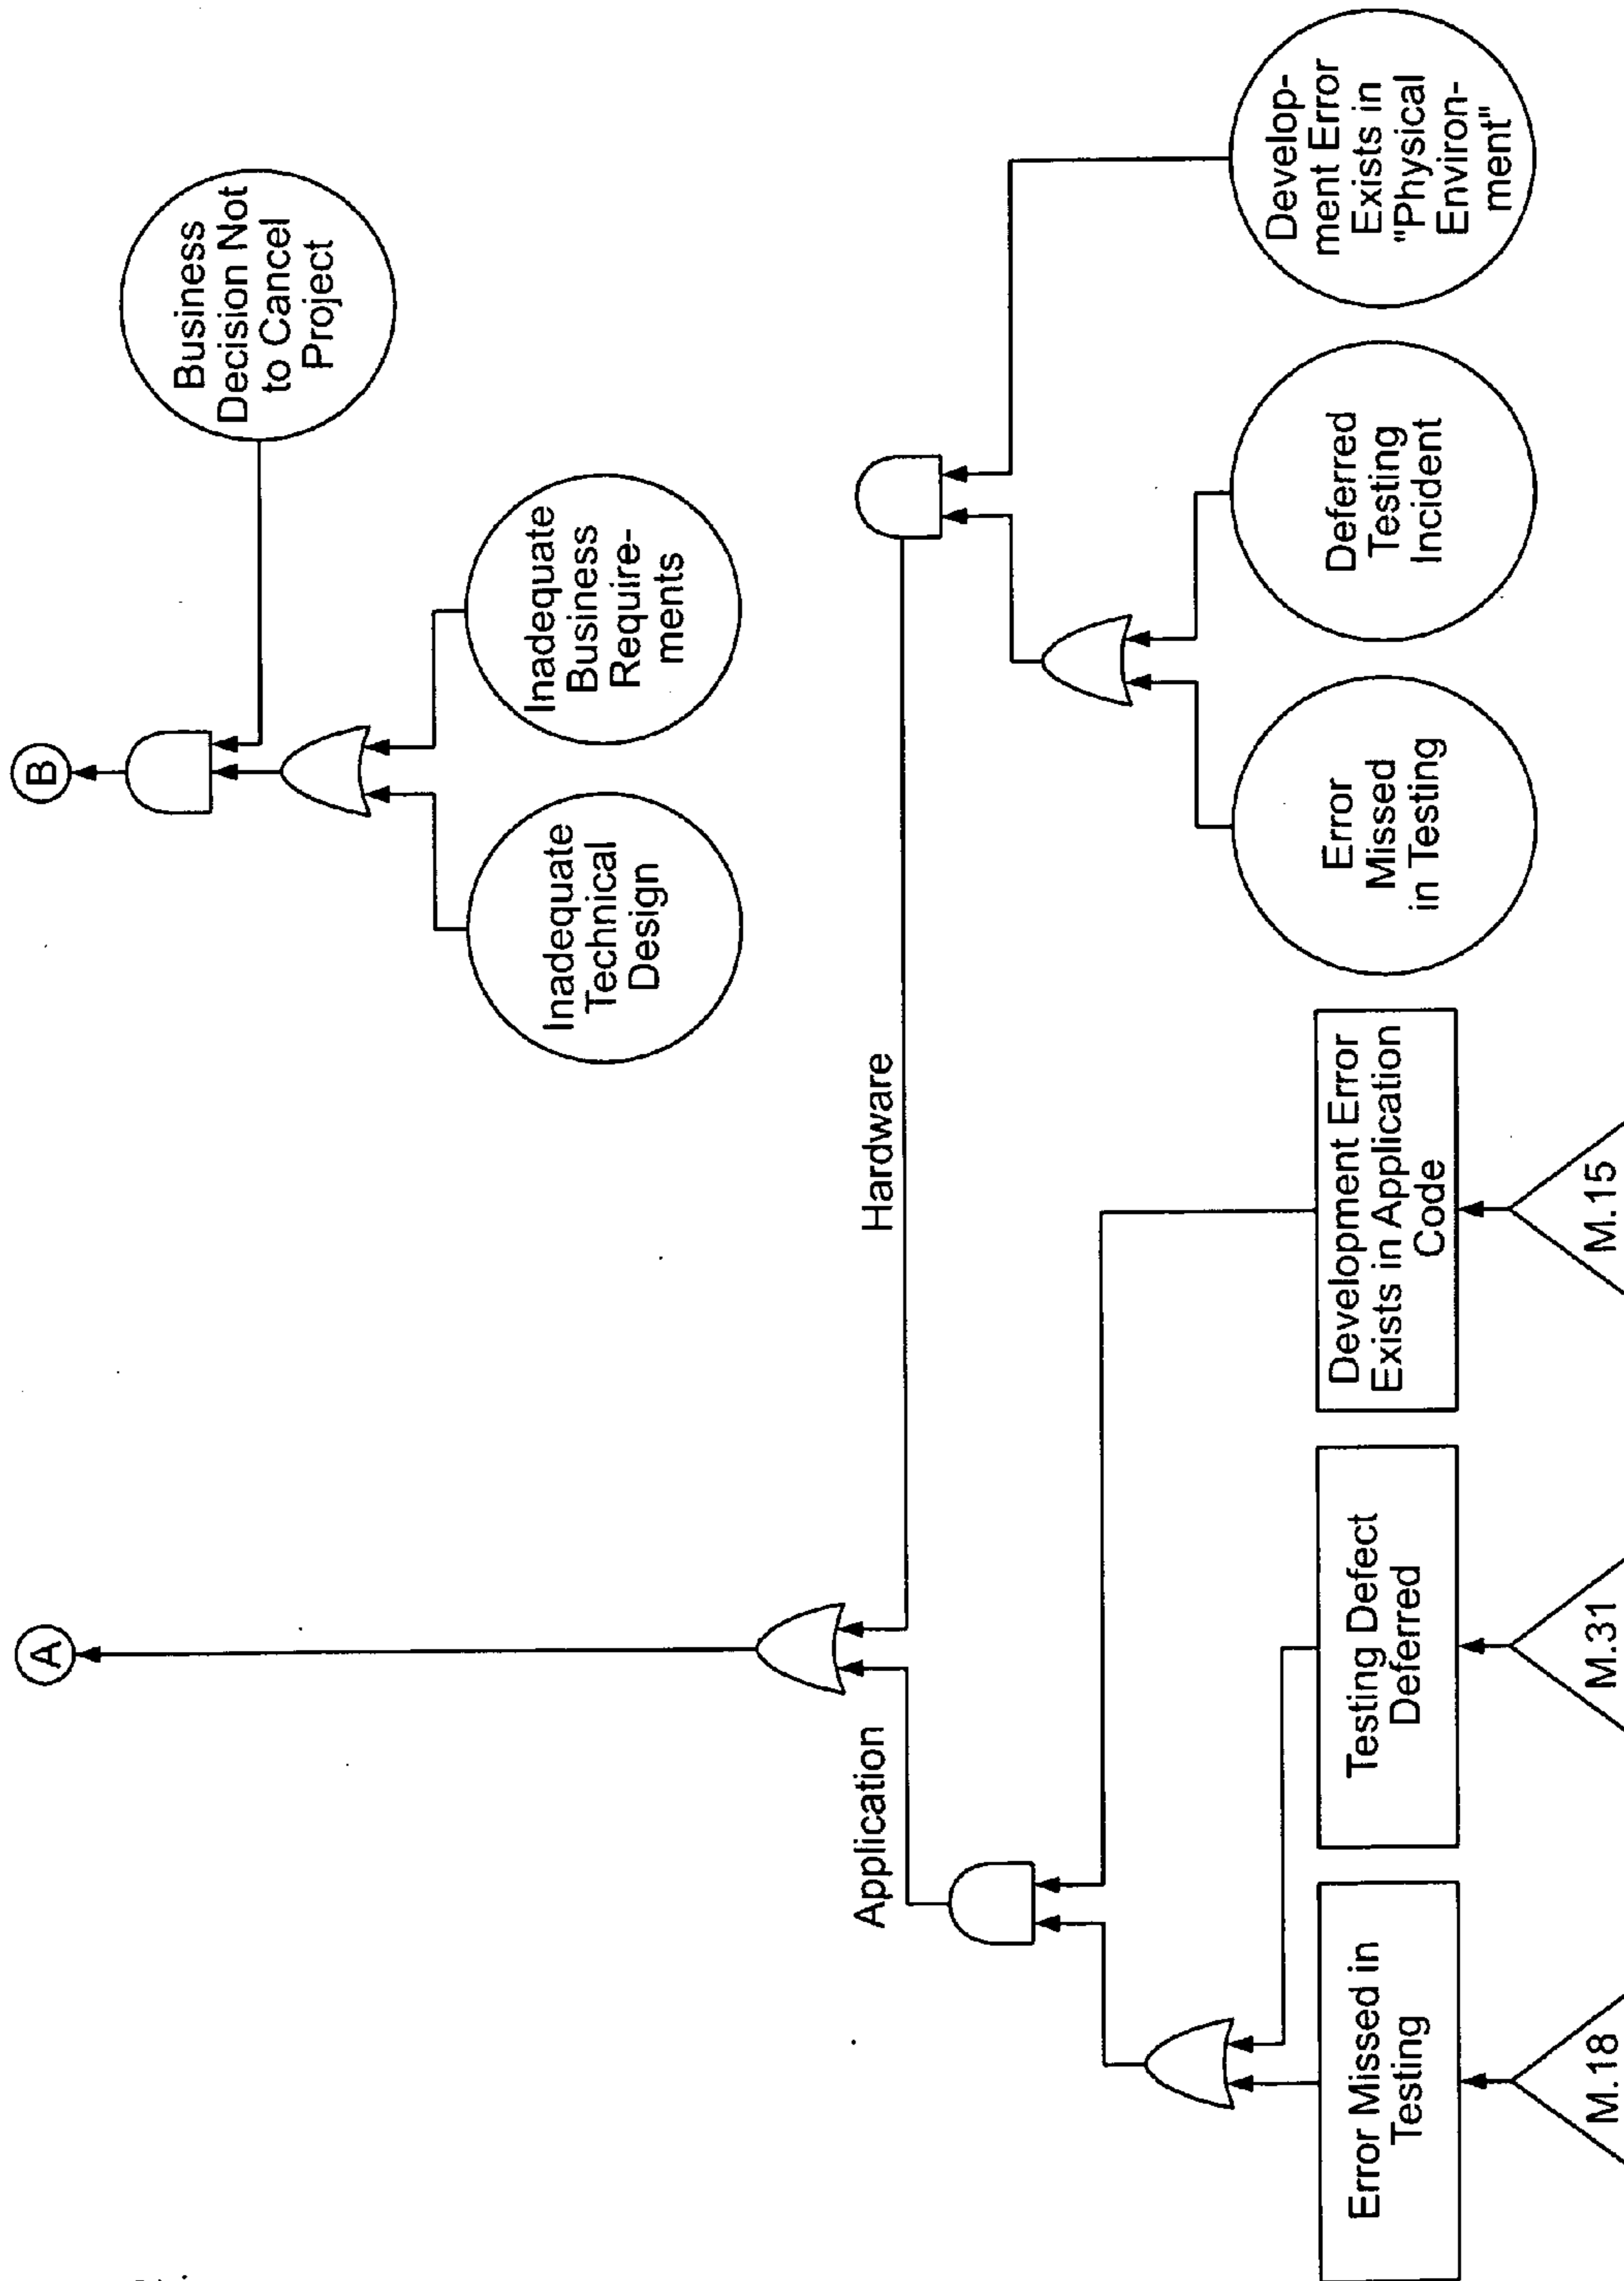 A
B
Business
Decision Not
to Cancel
Project
Inadequate
Technical
Design
Inadequate
Business
Require-
ments
Application
Hardware
Error Missed in
Testing
Testing Defect
Deferred
Development Error
Exists in Application
Code
Error
Missed
in Testing
Deferred
Testing
Incident
Develop-
ment Error
Exists in
"Physical
Environ-
ment"
M.18
M.31
M.15